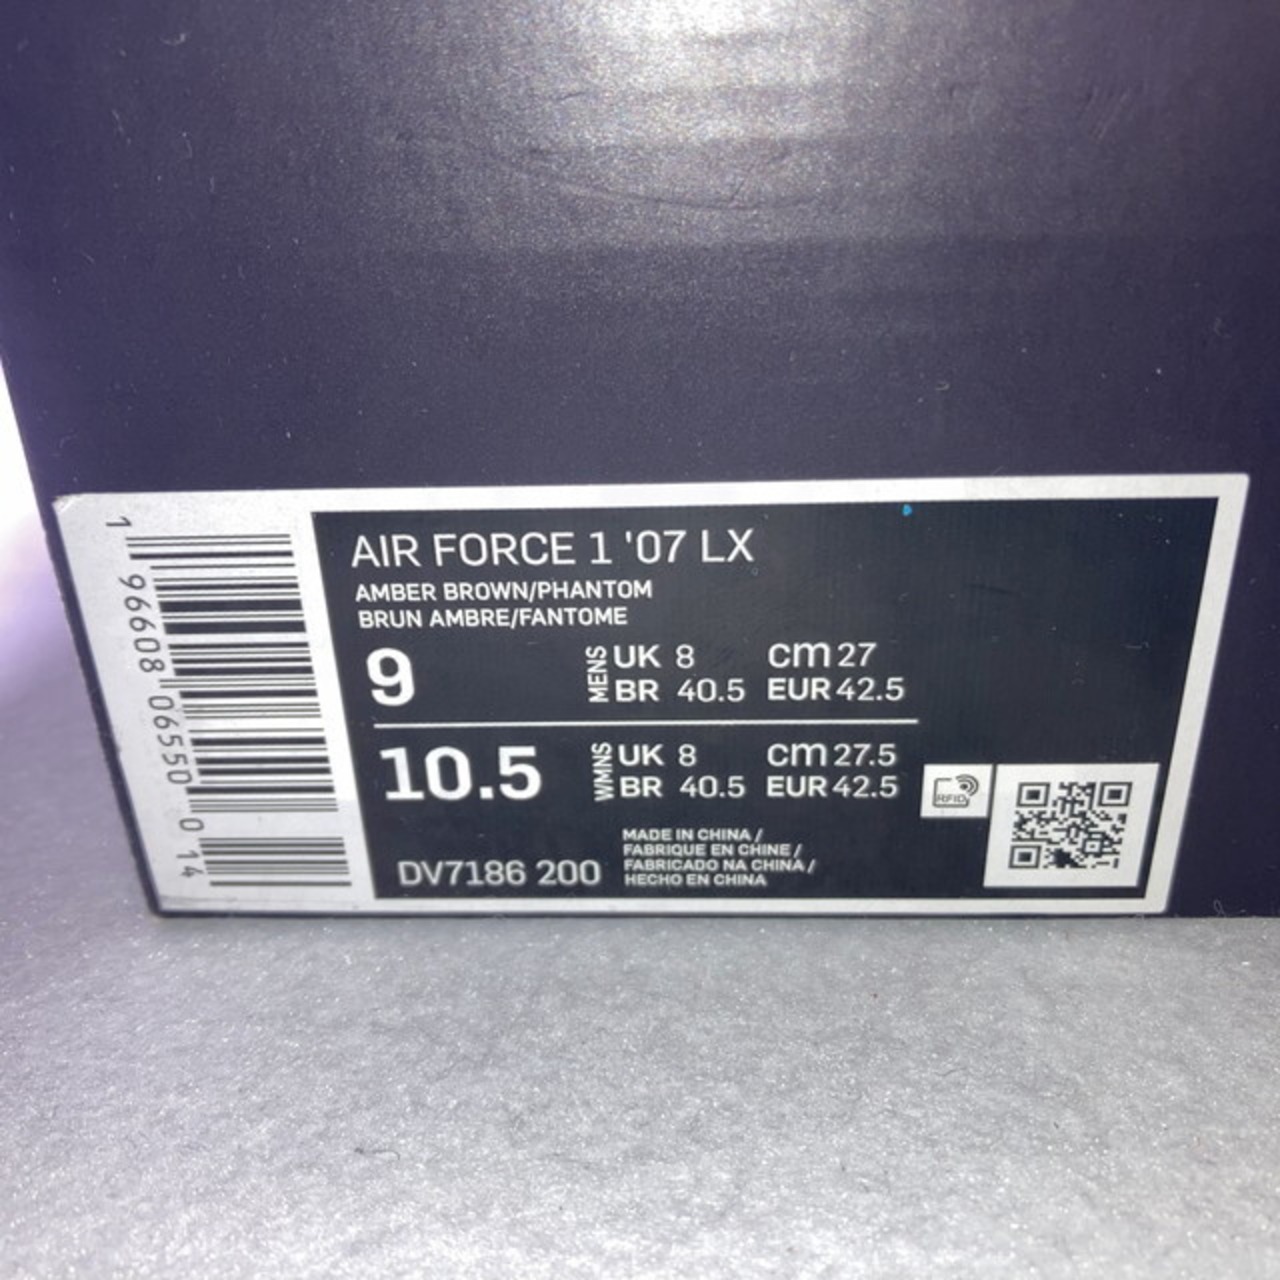 AIR FORCE 1 '07 LX
AMBER BROWN/PHANTOM
BRUN AMBRE/FANTOME
9 MENS UK 8 cm 27
BR 40.5 EUR 42.5
10.5 WMNS UK 8 cm 27.5
BR 40.5 EUR 42.5
MADE IN CHINA /
FABRIQUE EN CHINE /
FABRICADO NA CHINA /
HECHO EN CHINA
DV7186 200
RFID
1 96608 06550 0 14